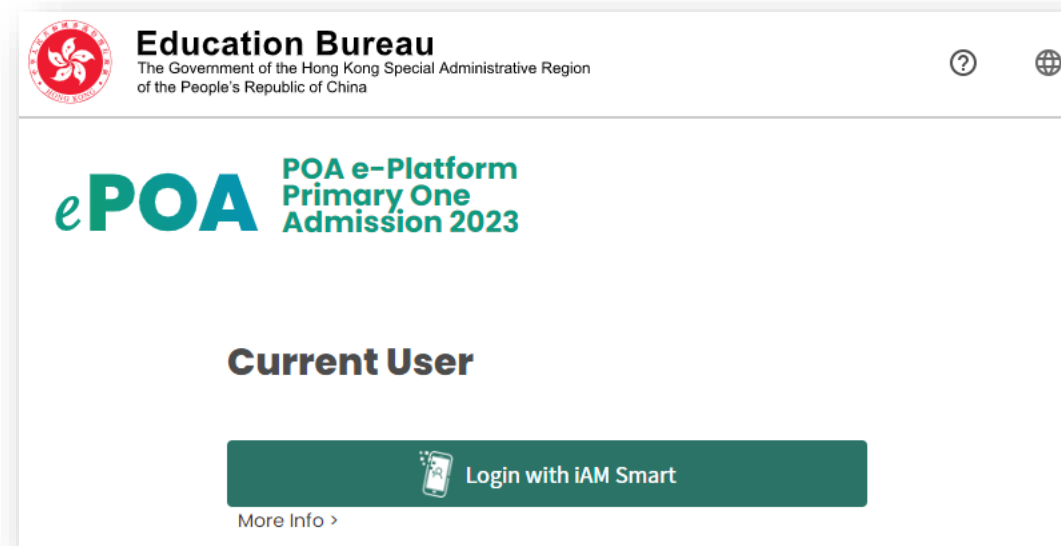 Education Bureau
The Government of the Hong Kong Special Administrative Region
of the People's Republic of China
ePOA
POA e-Platform
Primary One
Admission 2023
Current User
Login with iAM Smart
More Info >